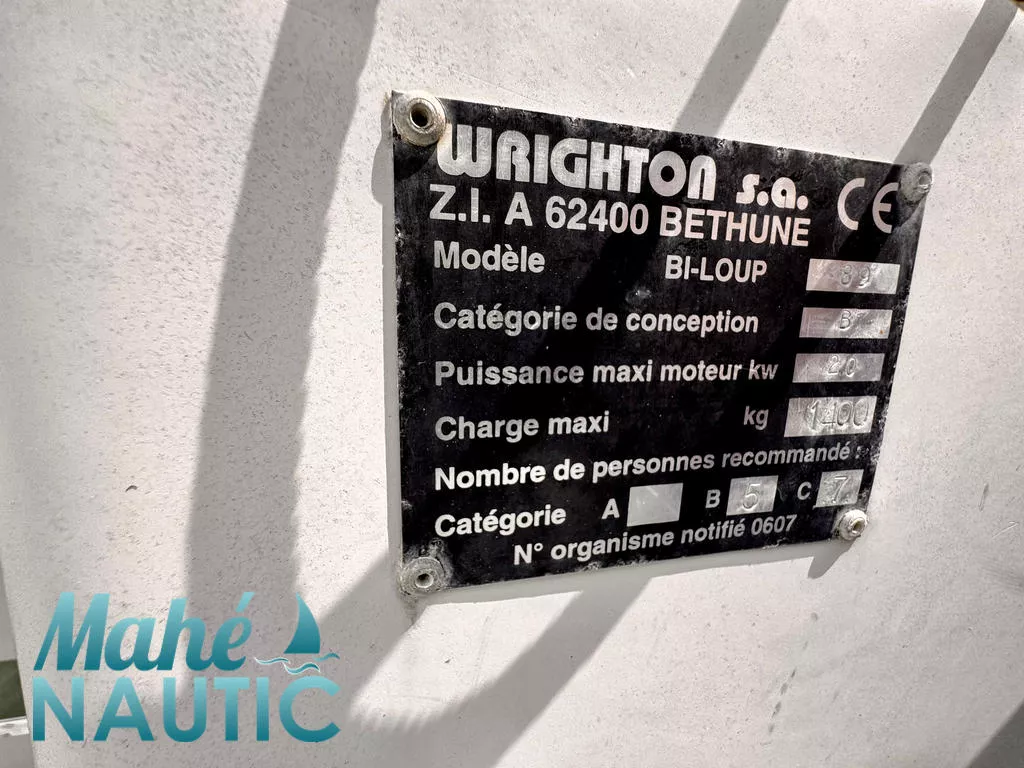 WRIGHTON s.a. CE
Z.I. A 62400 BETHUNE
Modèle BI-LOUP 89
Catégorie de conception B
Puissance maxi moteur kw 20
Charge maxi kg 1400
Nombre de personnes recommandé :
Catégorie A B 5 C 7
N° organisme notifié 0607
Mahé
NAUTIC